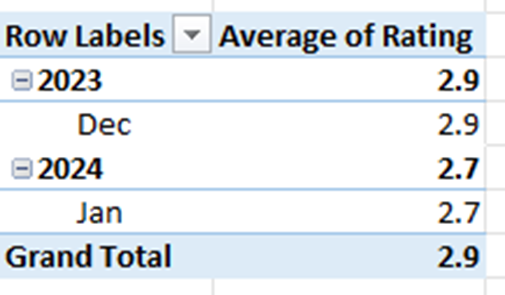 Row Labels Average of Rating
2023 2.9
Dec 2.9
2024 2.7
Jan 2.7
Grand Total 2.9